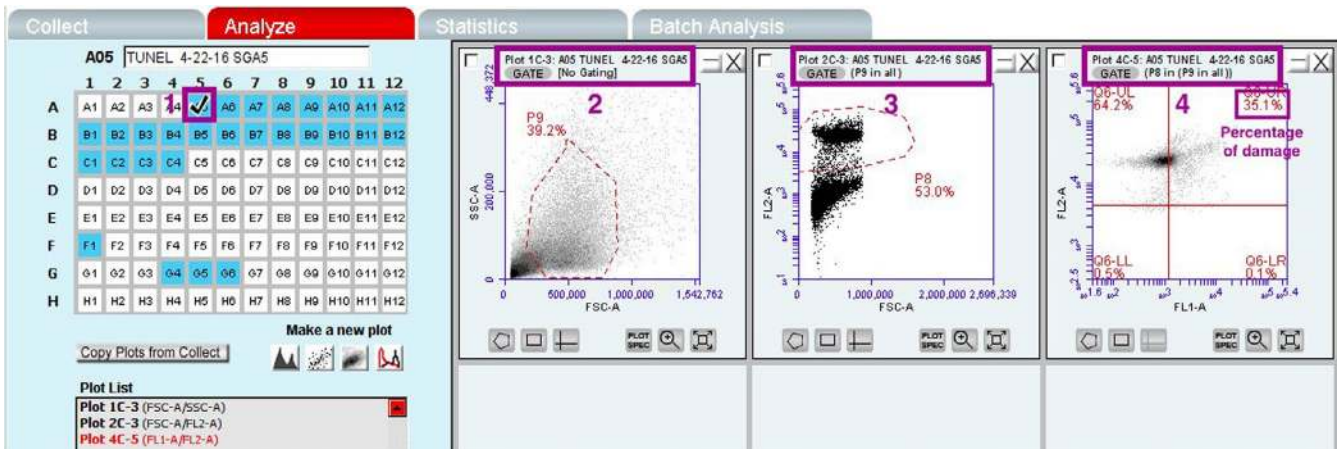 Collect Analyze Statistics Batch Analysis
A05 TUNEL 4-22-16 SGA5
1 2 3 4 5 6 7 8 9 10 11 12
A A1 A2 A3 A4 1 A6 A7 A8 A9 A10 A11 A12
B B1 B2 B3 B4 B5 B6 B7 B8 B9 B10 B11 B12
C C1 C2 C3 C4 C5 C6 C7 C8 C9 C10 C11 C12
D D1 D2 D3 D4 D5 D6 D7 D8 D9 D10 D11 D12
E E1 E2 E3 E4 E5 E6 E7 E8 E9 E10 E11 E12
F F1 F2 F3 F4 F5 F6 F7 F8 F9 F10 F11 F12
G G1 G2 G3 G4 G5 G6 G7 G8 G9 G10 G11 G12
H H1 H2 H3 H4 H5 H6 H7 H8 H9 H10 H11 H12
Make a new plot
Copy Plots from Collect
Plot List
Plot 1C-3 (FSC-A/SSC-A)
Plot 2C-3 (FSC-A/FL2-A)
Plot 4C-5 (FL1-A/FL2-A)
Plot 1C-3: A05 TUNEL 4-22-16 SGA5
GATE [No Gating]
2
P9
39.2%
448,372
200,000
0
SSC-A
0 500,000 1,000,000 1,542,762
FSC-A
PLOT SPEC
Plot 2C-3: A05 TUNEL 4-22-16 SGA5
GATE (P9 in all)
3
P8
53.0%
FL2-A
0 1,000,000 2,000,000 2,696,339
FSC-A
PLOT SPEC
Plot 4C-5: A05 TUNEL 4-22-16 SGA5
GATE (P8 in (P9 in all))
Q6-UL
64.2%
4
Q6-UR
35.1%
Percentage
of damage
FL2-A
Q6-LL
0.5%
Q6-LR
0.1%
FL1-A
PLOT SPEC